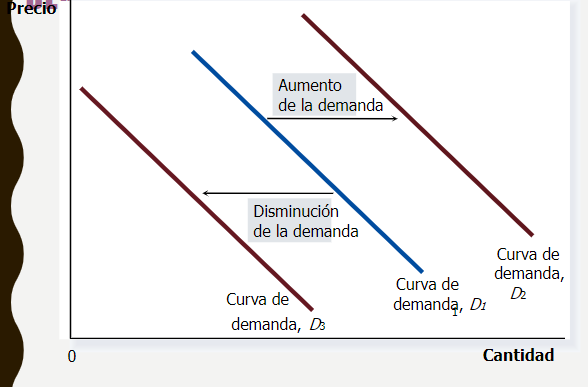 Precio
Aumento
de la demanda
Disminución
de la demanda
Curva de
demanda,
D2
Curva de
demanda, D1
1
Curva de
demanda, D3
0
Cantidad